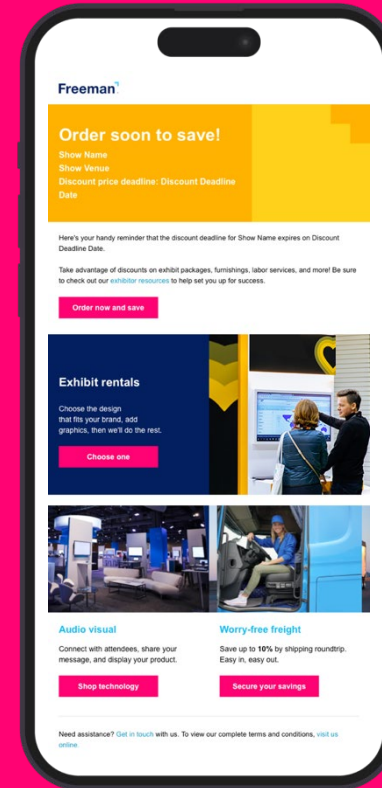 Freeman
Order soon to save!
Show Name
Show Venue
Discount price deadline: Discount Deadline
Date
Here's your handy reminder that the discount deadline for Show Name expires on Discount
Deadline Date.
Take advantage of discounts on exhibit packages, furnishings, labor services, and more! Be sure
to check out our exhibitor resources to help set you up for success.
Order now and save
Exhibit rentals
Choose the design
that fits your brand, add
graphics, then we'll do the rest.
Choose one
Audio visual
Connect with attendees, share your
message, and display your product.
Shop technology
Worry-free freight
Save up to 10% by shipping roundtrip.
Easy in, easy out.
Secure your savings
Need assistance? Get in touch with us. To view our complete terms and conditions, visit us
online.